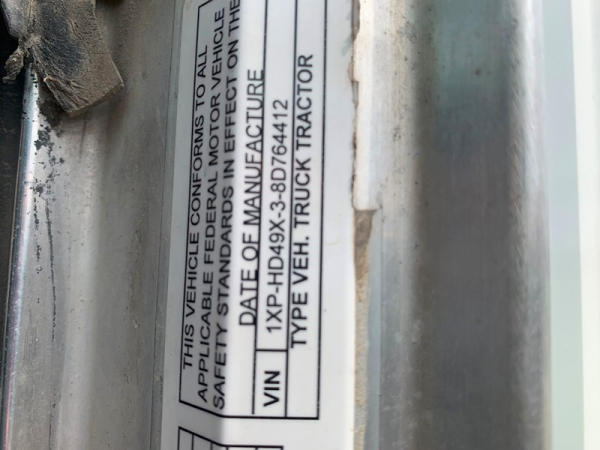 THIS VEHICLE CONFORMS TO ALL
APPLICABLE FEDERAL MOTOR VEHICLE
SAFETY STANDARDS IN EFFECT ON THE
DATE OF MANUFACTURE
VIN 1XP-HD49X-3-8D764412
TYPE VEH. TRUCK TRACTOR